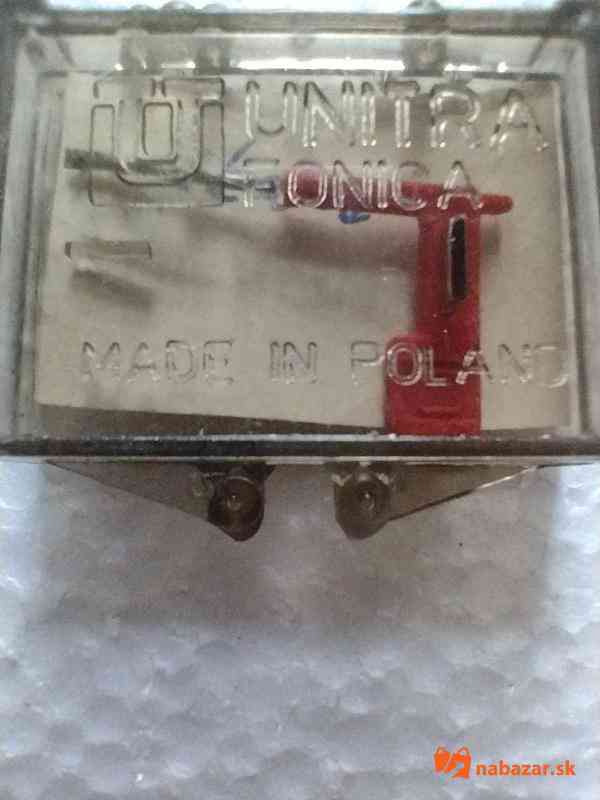 UNITRA
FONICA
MADE IN POLAND
nabazar.sk